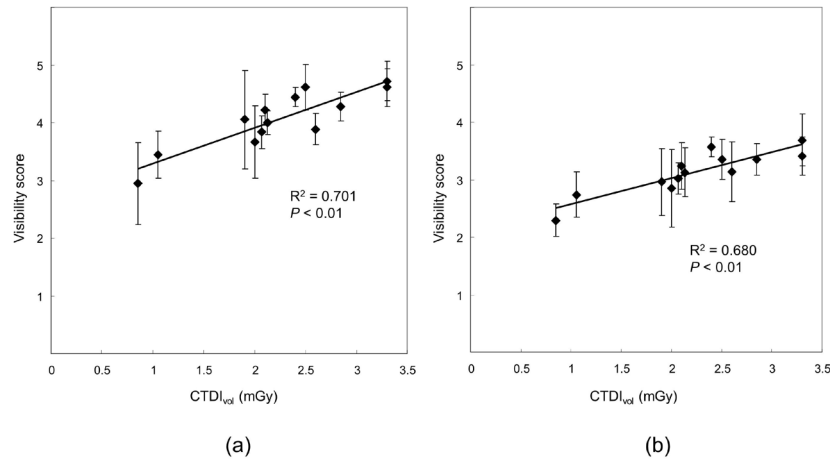 5
4
3
2
1
Visibility score
R² = 0.701
P < 0.01
0 0.5 1 1.5 2 2.5 3 3.5
CTDIvol (mGy)
(a)
5
4
3
2
1
Visibility score
R² = 0.680
P < 0.01
0 0.5 1 1.5 2 2.5 3 3.5
CTDIvol (mGy)
(b)